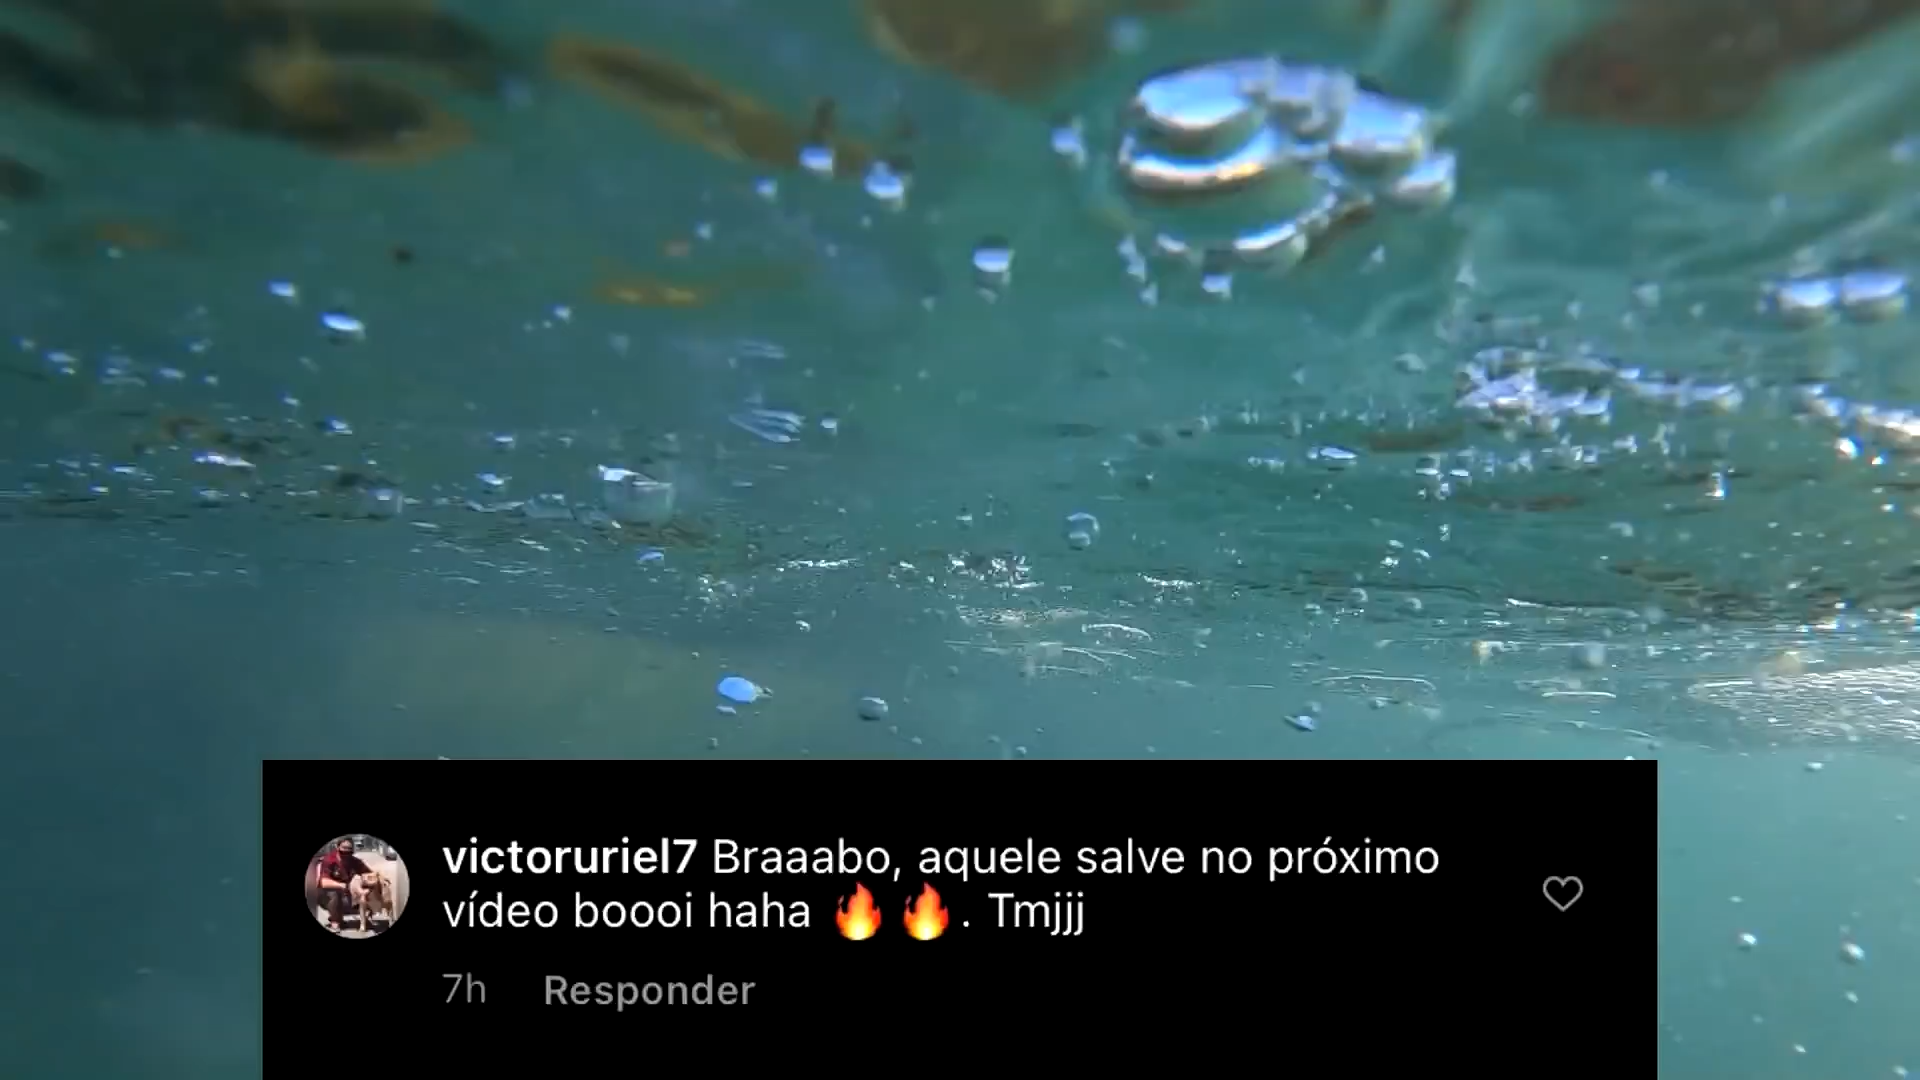 victoruriel7 Braaabo, aquele salve no próximo
vídeo boooi haha 🔥🔥. Tmjjj
7h Responder